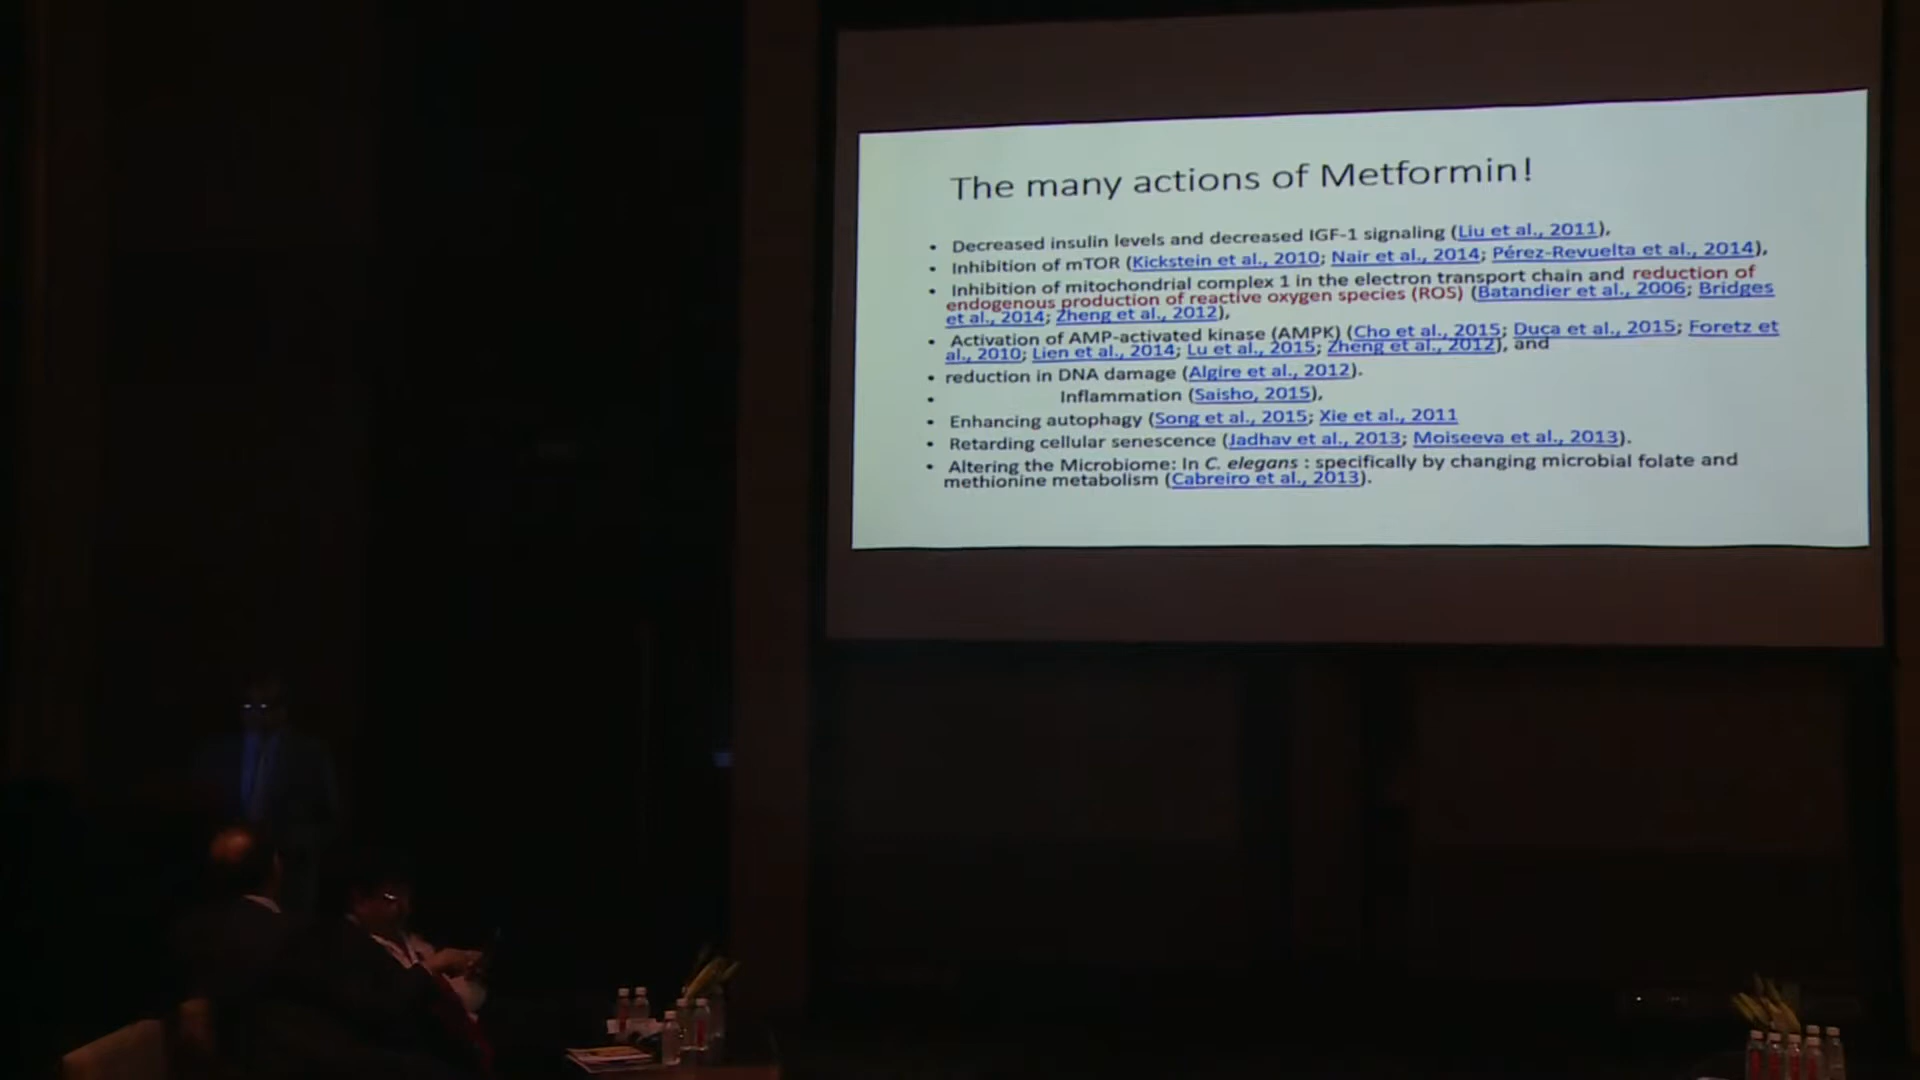 The many actions of Metformin!
• Decreased insulin levels and decreased IGF-1 signaling (Liu et al., 2011),
• Inhibition of mTOR (Kickstein et al., 2010; Nair et al., 2014; Pérez-Revuelta et al., 2014),
• Inhibition of mitochondrial complex 1 in the electron transport chain and reduction of
endogenous production of reactive oxygen species (ROS) (Batandier et al., 2006; Bridges
et al., 2014; Zheng et al., 2012),
• Activation of AMP-activated kinase (AMPK) (Cho et al., 2015; Duca et al., 2015; Foretz et
al., 2010; Lien et al., 2014; Lu et al., 2015; Zheng et al., 2012), and
• reduction in DNA damage (Algire et al., 2012).
• Inflammation (Saisho, 2015),
• Enhancing autophagy (Song et al., 2015; Xie et al., 2011
• Retarding cellular senescence (Jadhav et al., 2013; Moiseeva et al., 2013).
• Altering the Microbiome: In C. elegans : specifically by changing microbial folate and
methionine metabolism (Cabreiro et al., 2013).